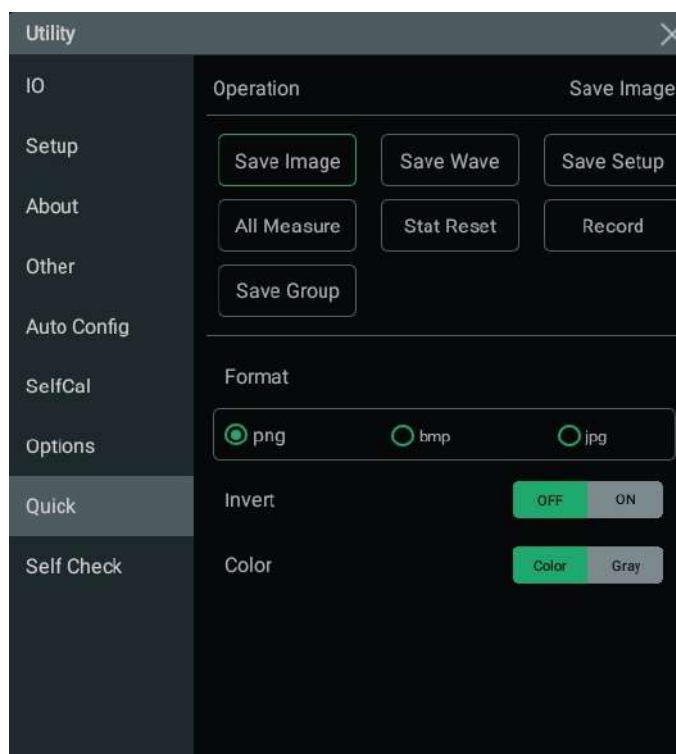 Utility
IO
Setup
About
Other
Auto Config
SelfCal
Options
Quick
Self Check
Operation Save Image
Save Image Save Wave Save Setup
All Measure Stat Reset Record
Save Group
Format
png bmp jpg
Invert OFF ON
Color Color Gray